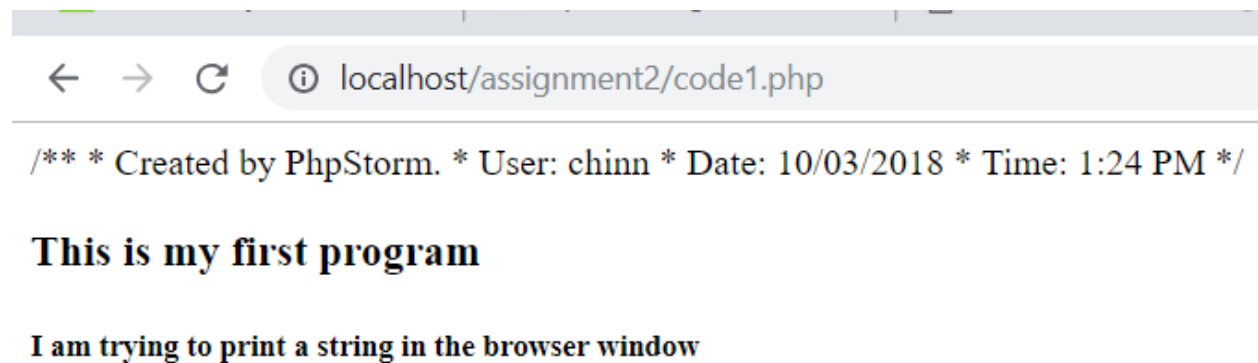 localhost/assignment2/code1.php
/** * Created by PhpStorm. * User: chinn * Date: 10/03/2018 * Time: 1:24 PM */
This is my first program
I am trying to print a string in the browser window